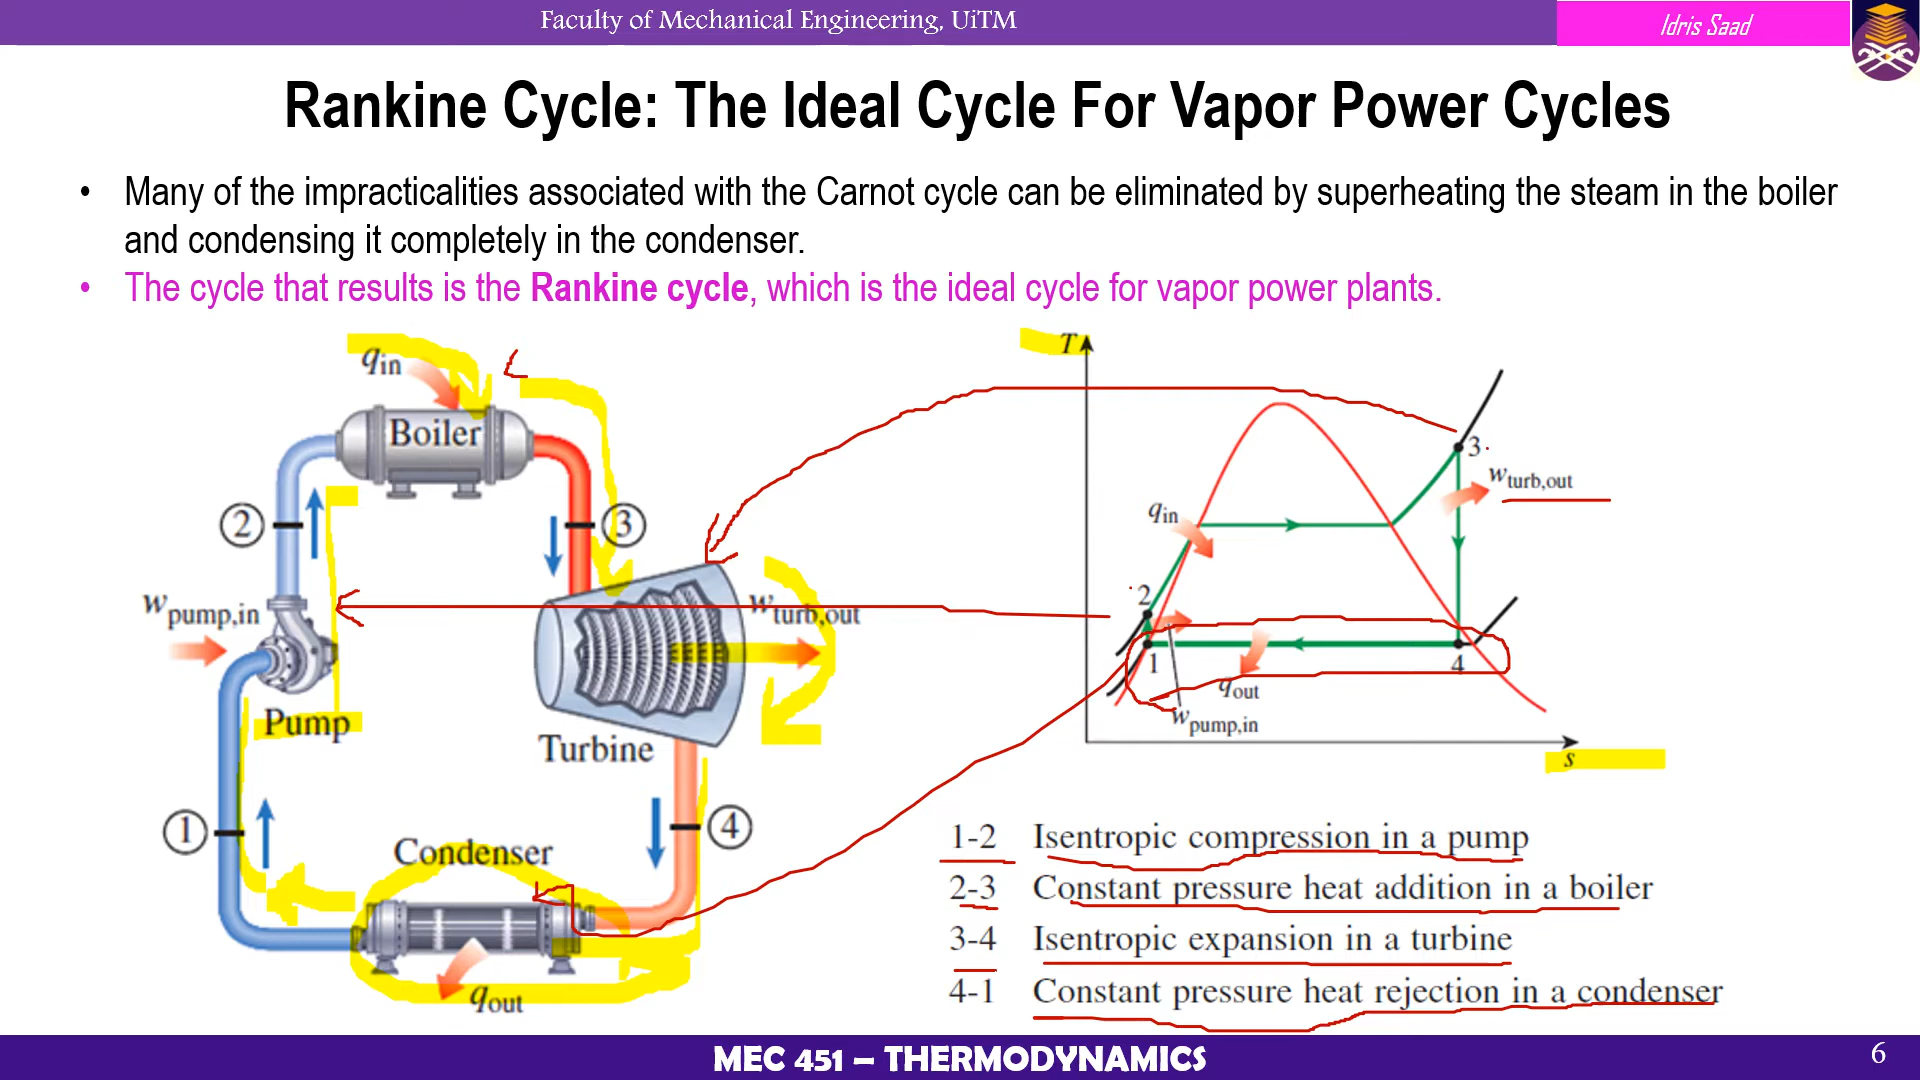 Faculty of Mechanical Engineering, UiTM
Idris Saad
Rankine Cycle: The Ideal Cycle For Vapor Power Cycles
• Many of the impracticalities associated with the Carnot cycle can be eliminated by superheating the steam in the boiler
and condensing it completely in the condenser.
• The cycle that results is the Rankine cycle, which is the ideal cycle for vapor power plants.
qin
Boiler
2
3
wpump,in
wturb,out
Pump
Turbine
1
4
Condenser
qout
T
3
wturb,out
qin
2
1
4
qout
wpump,in
s
1-2 Isentropic compression in a pump
2-3 Constant pressure heat addition in a boiler
3-4 Isentropic expansion in a turbine
4-1 Constant pressure heat rejection in a condenser
MEC 451 – THERMODYNAMICS
6